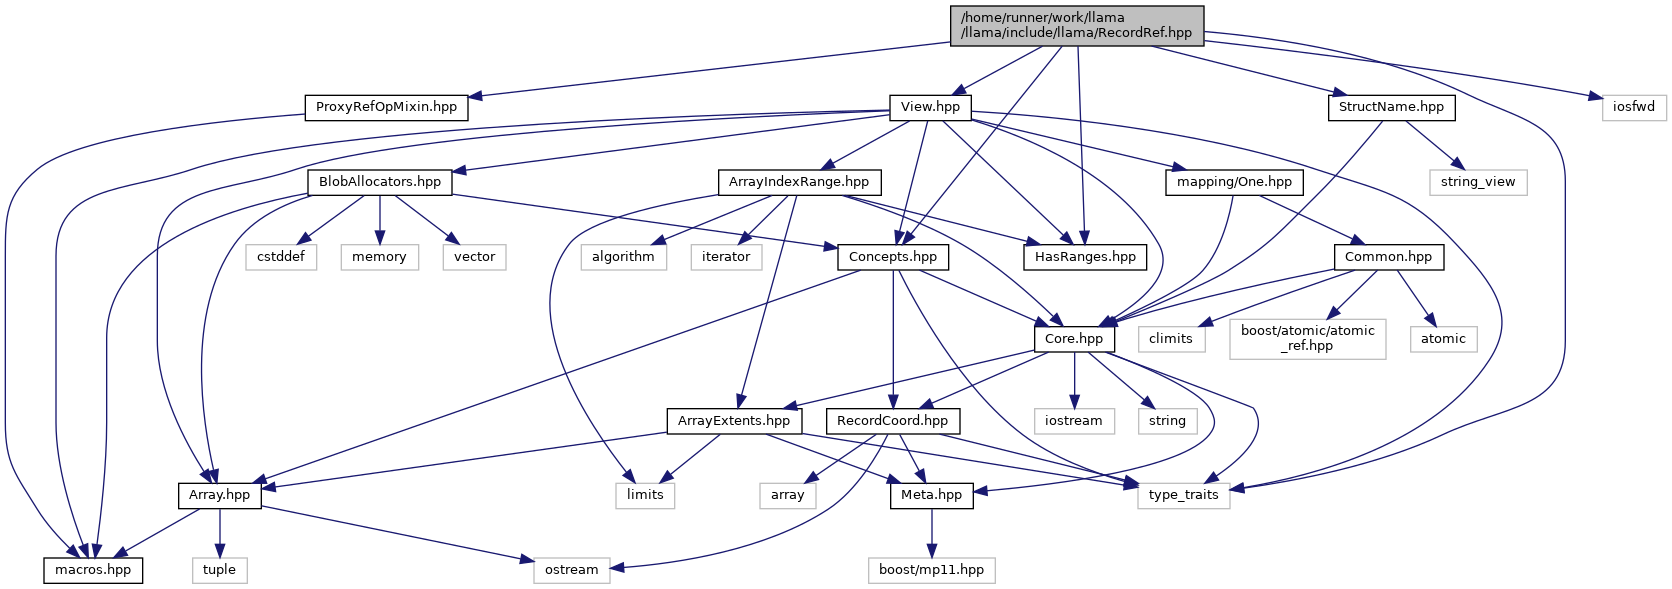 /home/runner/work/llama
/llama/include/llama/RecordRef.hpp
ProxyRefOpMixin.hpp
View.hpp
StructName.hpp
iosfwd
BlobAllocators.hpp
ArrayIndexRange.hpp
mapping/One.hpp
string_view
cstddef
memory
vector
algorithm
iterator
Concepts.hpp
HasRanges.hpp
Common.hpp
Core.hpp
climits
boost/atomic/atomic
_ref.hpp
atomic
ArrayExtents.hpp
RecordCoord.hpp
iostream
string
Array.hpp
limits
array
Meta.hpp
type_traits
macros.hpp
tuple
ostream
boost/mp11.hpp